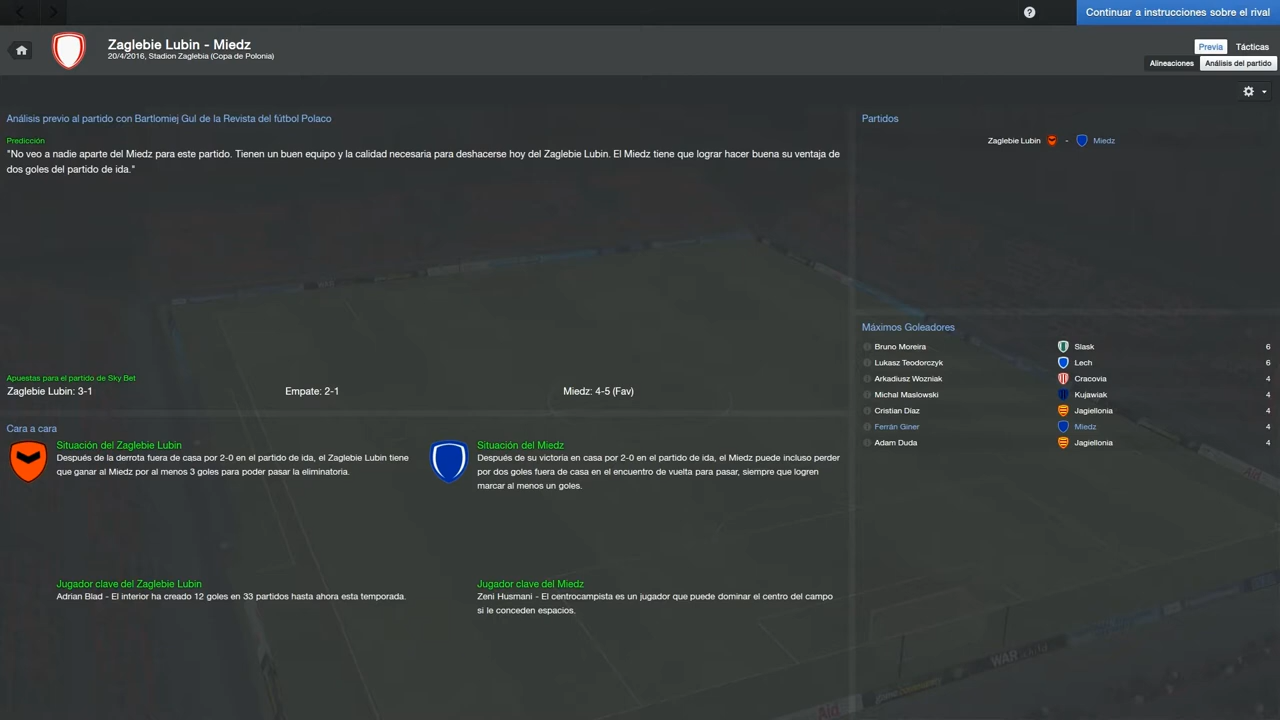 Continuar a instrucciones sobre el rival
Zaglebie Lubin - Miedz
20/4/2016, Stadion Zaglebia (Copa de Polonia)
Previa
Tácticas
Alineaciones
Análisis del partido
Análisis previo al partido con Bartlomiej Gul de la Revista del fútbol Polaco
Predicción
"No veo a nadie aparte del Miedz para este partido. Tienen un buen equipo y la calidad necesaria para deshacerse hoy del Zaglebie Lubin. El Miedz tiene que lograr hacer buena su ventaja de
dos goles del partido de ida."
Apuestas para el partido de Sky Bet
Zaglebie Lubin: 3-1
Empate: 2-1
Miedz: 4-5 (Fav)
Cara a cara
Situación del Zaglebie Lubin
Después de la derrota fuera de casa por 2-0 en el partido de ida, el Zaglebie Lubin tiene
que ganar al Miedz por al menos 3 goles para poder pasar la eliminatoria.
Situación del Miedz
Después de su victoria en casa por 2-0 en el partido de ida, el Miedz puede incluso perder
por dos goles fuera de casa en el encuentro de vuelta para pasar, siempre que logren
marcar al menos un goles.
Jugador clave del Zaglebie Lubin
Adrian Blad - El interior ha creado 12 goles en 33 partidos hasta ahora esta temporada.
Jugador clave del Miedz
Zeni Husmani - El centrocampista es un jugador que puede dominar el centro del campo
si le conceden espacios.
Partidos
Zaglebie Lubin - Miedz
Máximos Goleadores
Bruno Moreira Slask 6
Lukasz Teodorczyk Lech 6
Arkadiusz Wozniak Cracovia 4
Michal Maslowski Kujawiak 4
Cristian Díaz Jagiellonia 4
Ferrán Giner Miedz 4
Adam Duda Jagiellonia 4